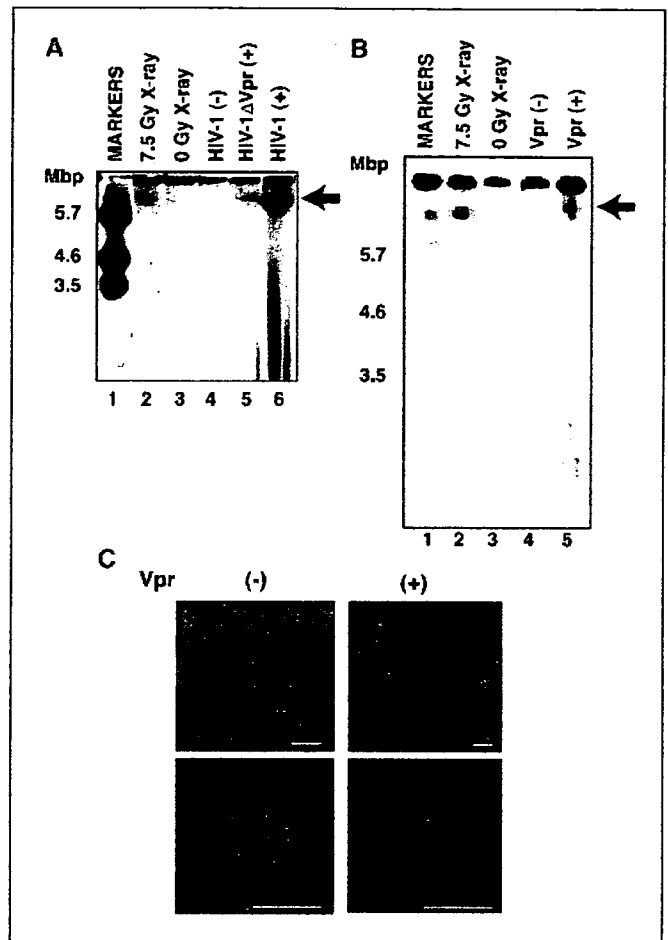 A
MARKERS
7.5 Gy X-ray
0 Gy X-ray
HIV-1 (-)
HIV-1ΔVpr (+)
HIV-1 (+)
Mbp
5.7
4.6
3.5
1 2 3 4 5 6
B
MARKERS
7.5 Gy X-ray
0 Gy X-ray
Vpr (-)
Vpr (+)
Mbp
5.7
4.6
3.5
1 2 3 4 5
C
Vpr (-) (+)